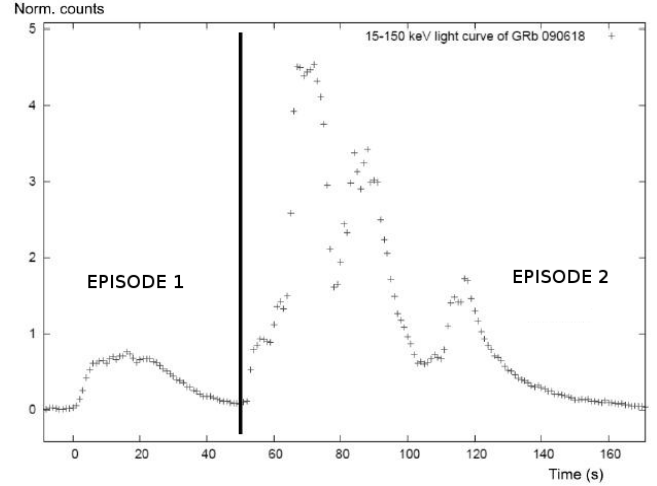 Norm. counts
5
15-150 keV light curve of GRb 090618
4
3
2
EPISODE 1
EPISODE 2
1
0
0 20 40 60 80 100 120 140 160
Time (s)